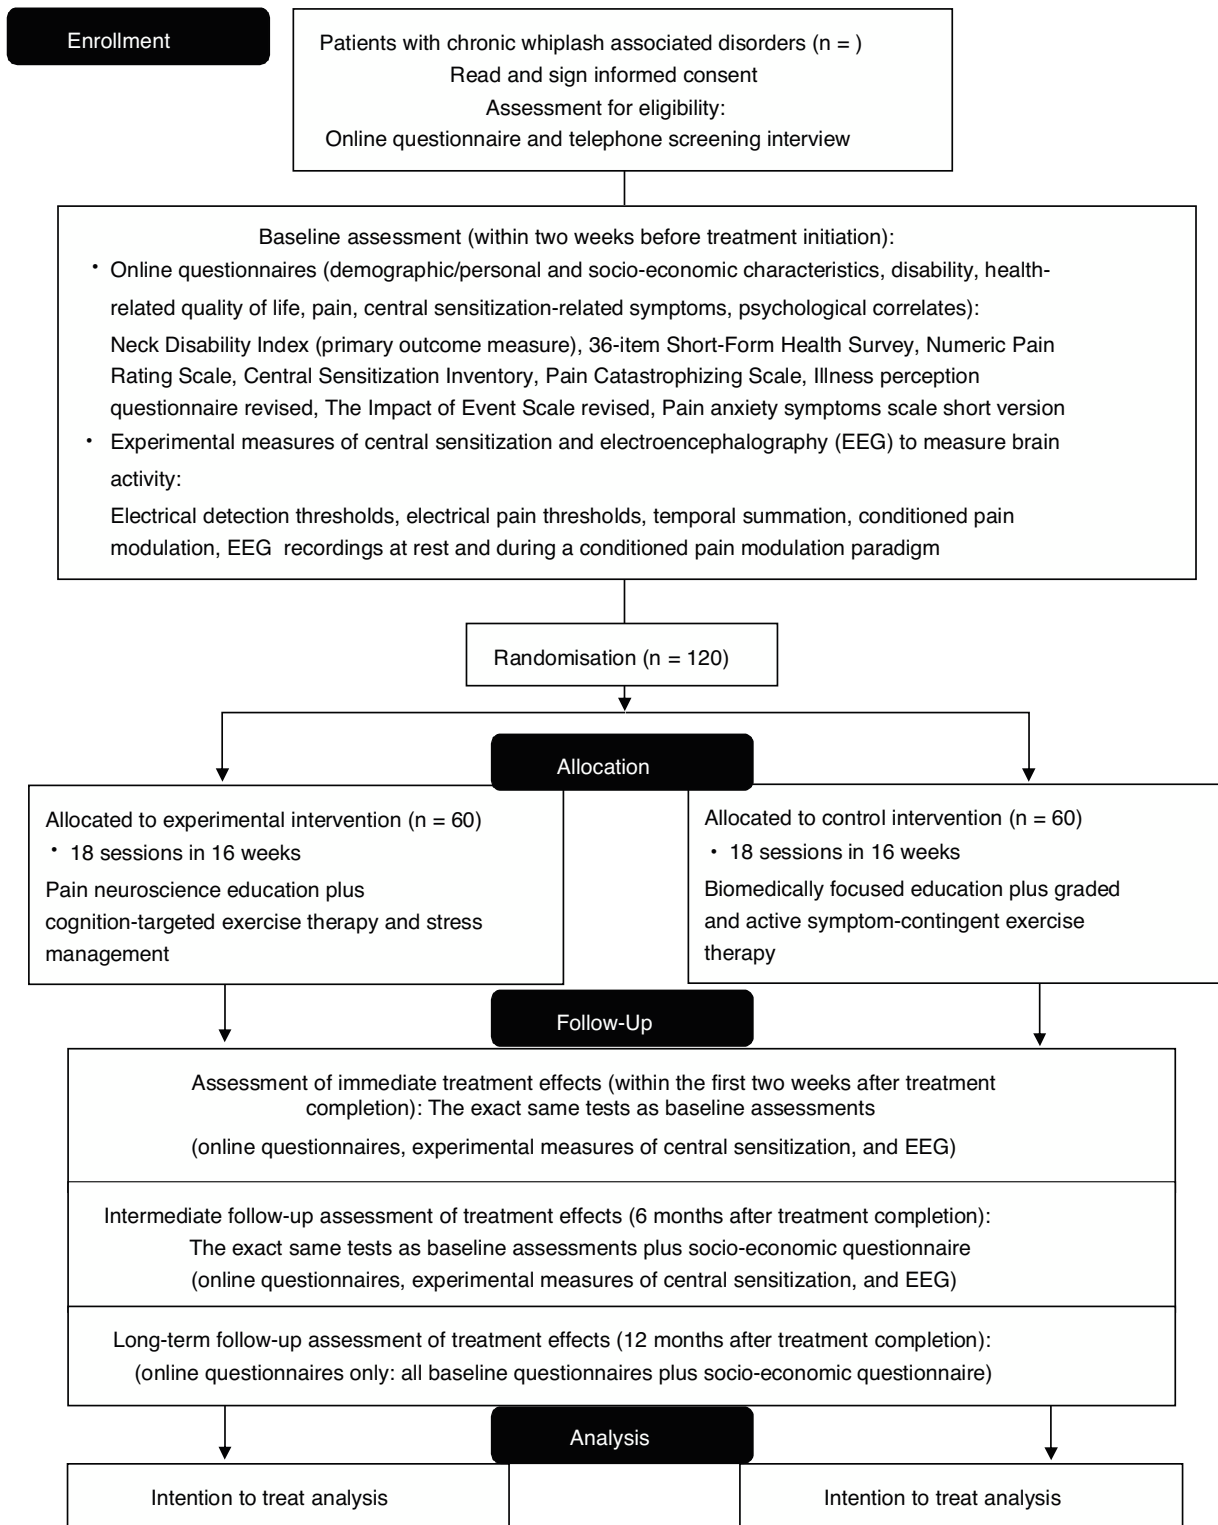 Enrollment
Patients with chronic whiplash associated disorders (n = )
Read and sign informed consent
Assessment for eligibility:
Online questionnaire and telephone screening interview
Baseline assessment (within two weeks before treatment initiation):
• Online questionnaires (demographic/personal and socio-economic characteristics, disability, health-
related quality of life, pain, central sensitization-related symptoms, psychological correlates):
Neck Disability Index (primary outcome measure), 36-item Short-Form Health Survey, Numeric Pain
Rating Scale, Central Sensitization Inventory, Pain Catastrophizing Scale, Illness perception
questionnaire revised, The Impact of Event Scale revised, Pain anxiety symptoms scale short version
• Experimental measures of central sensitization and electroencephalography (EEG) to measure brain
activity:
Electrical detection thresholds, electrical pain thresholds, temporal summation, conditioned pain
modulation, EEG recordings at rest and during a conditioned pain modulation paradigm
Randomisation (n = 120)
Allocation
Allocated to experimental intervention (n = 60)
• 18 sessions in 16 weeks
Pain neuroscience education plus
cognition-targeted exercise therapy and stress
management
Allocated to control intervention (n = 60)
• 18 sessions in 16 weeks
Biomedically focused education plus graded
and active symptom-contingent exercise
therapy
Follow-Up
Assessment of immediate treatment effects (within the first two weeks after treatment
completion): The exact same tests as baseline assessments
(online questionnaires, experimental measures of central sensitization, and EEG)
Intermediate follow-up assessment of treatment effects (6 months after treatment completion):
The exact same tests as baseline assessments plus socio-economic questionnaire
(online questionnaires, experimental measures of central sensitization, and EEG)
Long-term follow-up assessment of treatment effects (12 months after treatment completion):
(online questionnaires only: all baseline questionnaires plus socio-economic questionnaire)
Analysis
Intention to treat analysis
Intention to treat analysis